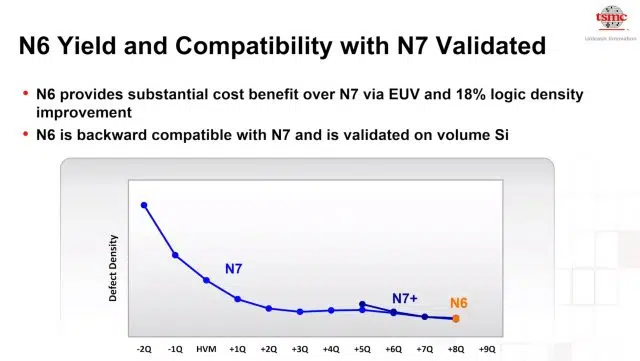 tsmc
Unleash Innovation
N6 Yield and Compatibility with N7 Validated
• N6 provides substantial cost benefit over N7 via EUV and 18% logic density
improvement
• N6 is backward compatible with N7 and is validated on volume Si
Defect Density
N7
N7+
N6
-2Q -1Q HVM +1Q +2Q +3Q +4Q +5Q +6Q +7Q +8Q +9Q